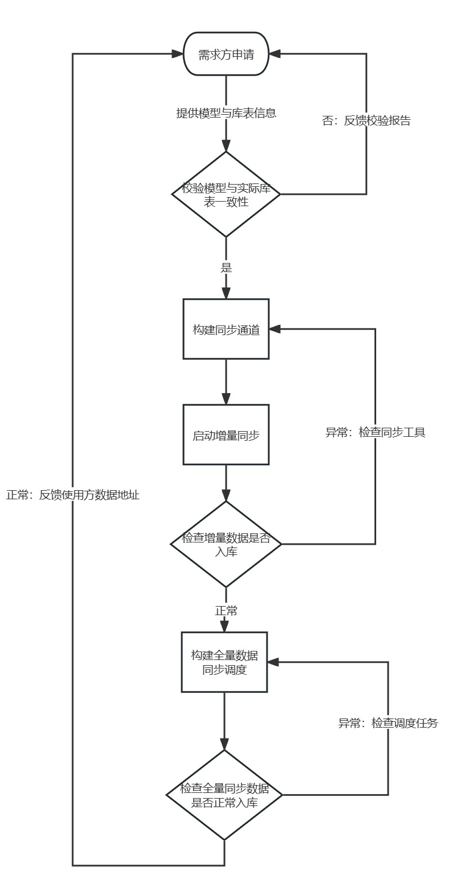 需求方申请
提供模型与库表信息
否：反馈校验报告
校验模型与实际库
表一致性
是
构建同步通道
启动增量同步
异常：检查同步工具
正常：反馈使用方数据地址
检查增量数据是否
入库
正常
构建全量数据
同步调度
异常：检查调度任务
检查全量同步数据
是否正常入库